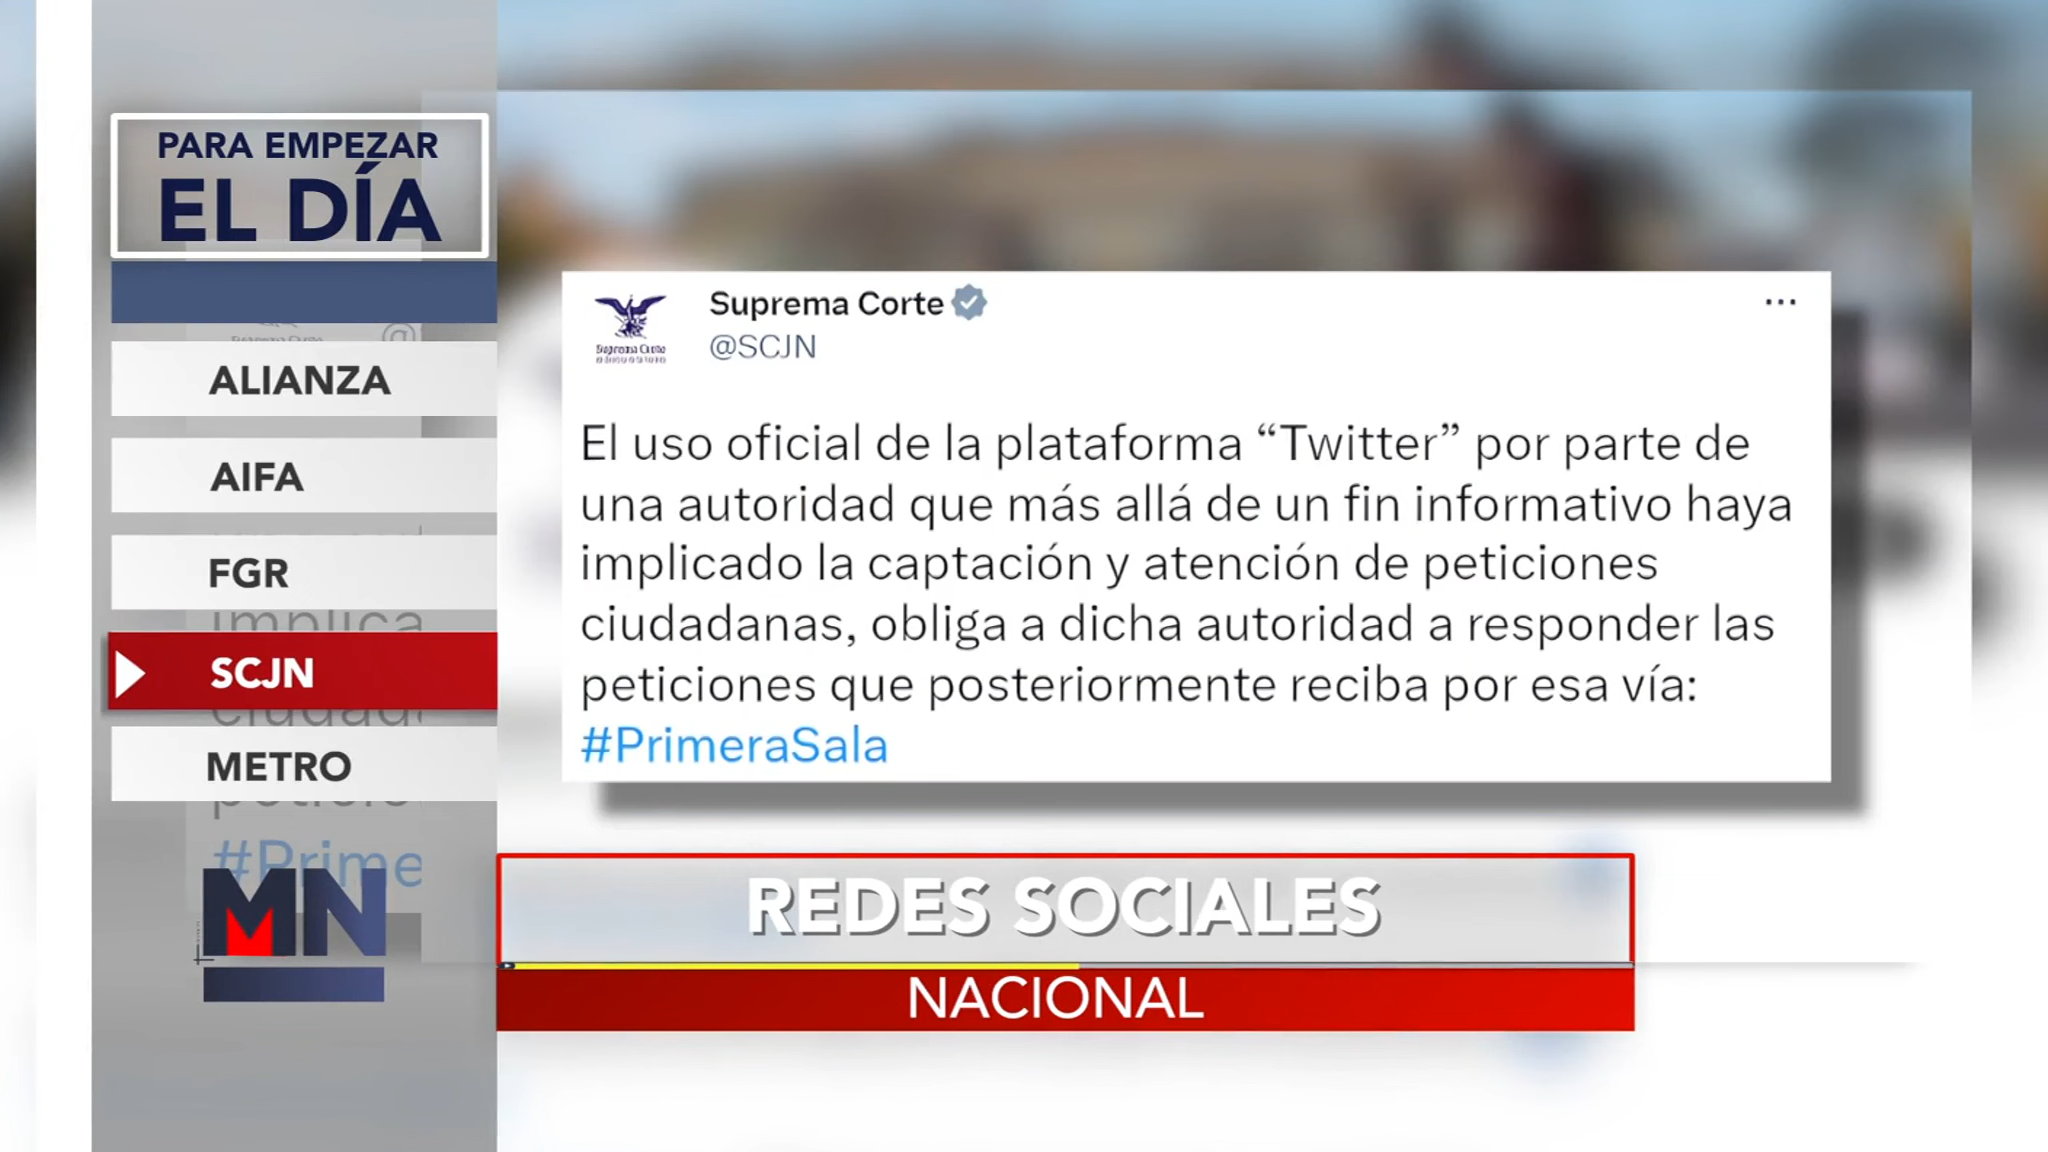 PARA EMPEZAR
EL DÍA
ALIANZA
AIFA
FGR
SCJN
METRO
MN
Suprema Corte
@SCJN
Suprema Corte
El uso oficial de la plataforma “Twitter” por parte de
una autoridad que más allá de un fin informativo haya
implicado la captación y atención de peticiones
ciudadanas, obliga a dicha autoridad a responder las
peticiones que posteriormente reciba por esa vía:
#PrimeraSala
REDES SOCIALES
NACIONAL